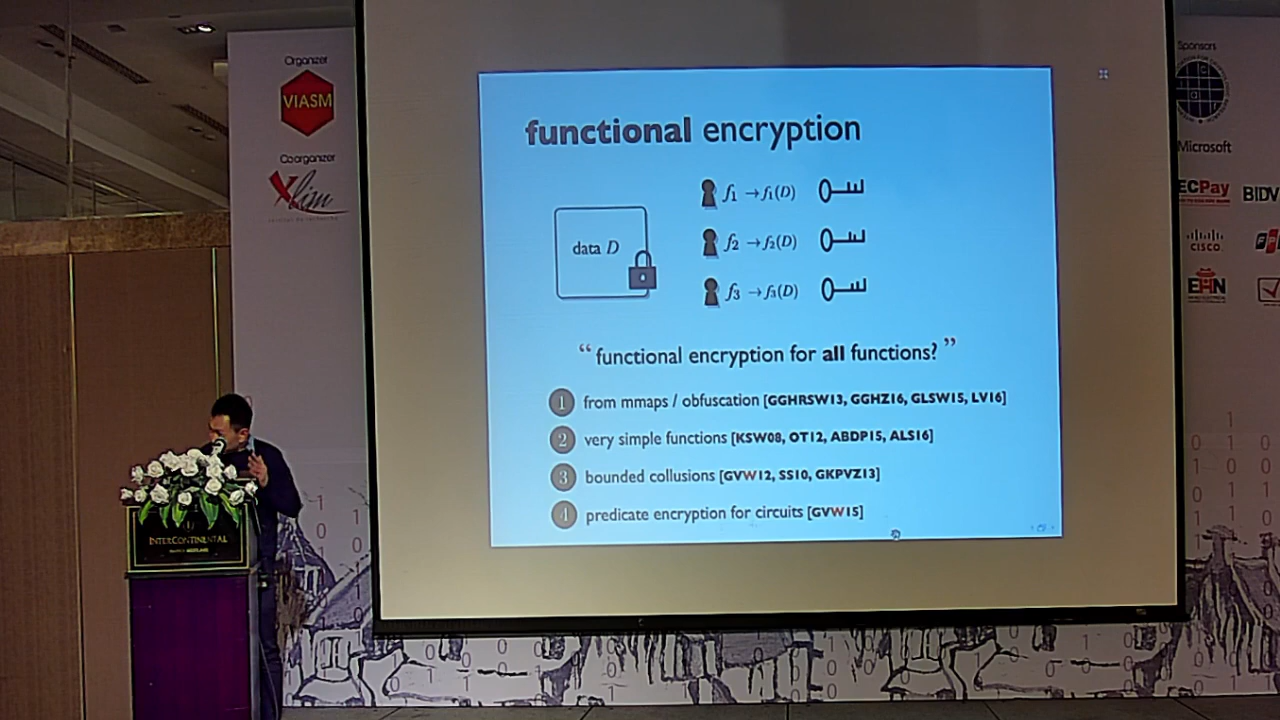 Organizer
VIASM
Coorganizer
Xlim
functional encryption
data D
f₁ →f₁(D)
f₂ →f₂(D)
f₃ →f₃(D)
“ functional encryption for all functions? ”
1 from mmaps / obfuscation [GGHRSW13, GGHZ16, GLSW15, LV16]
2 very simple functions [KSW08, OT12, ABDP15, ALS16]
3 bounded collusions [GVW12, SS10, GKPVZ13]
4 predicate encryption for circuits [GVW15]
INTERCONTINENTAL
Sponsors
Microsoft
ECPay
BIDV
CISCO